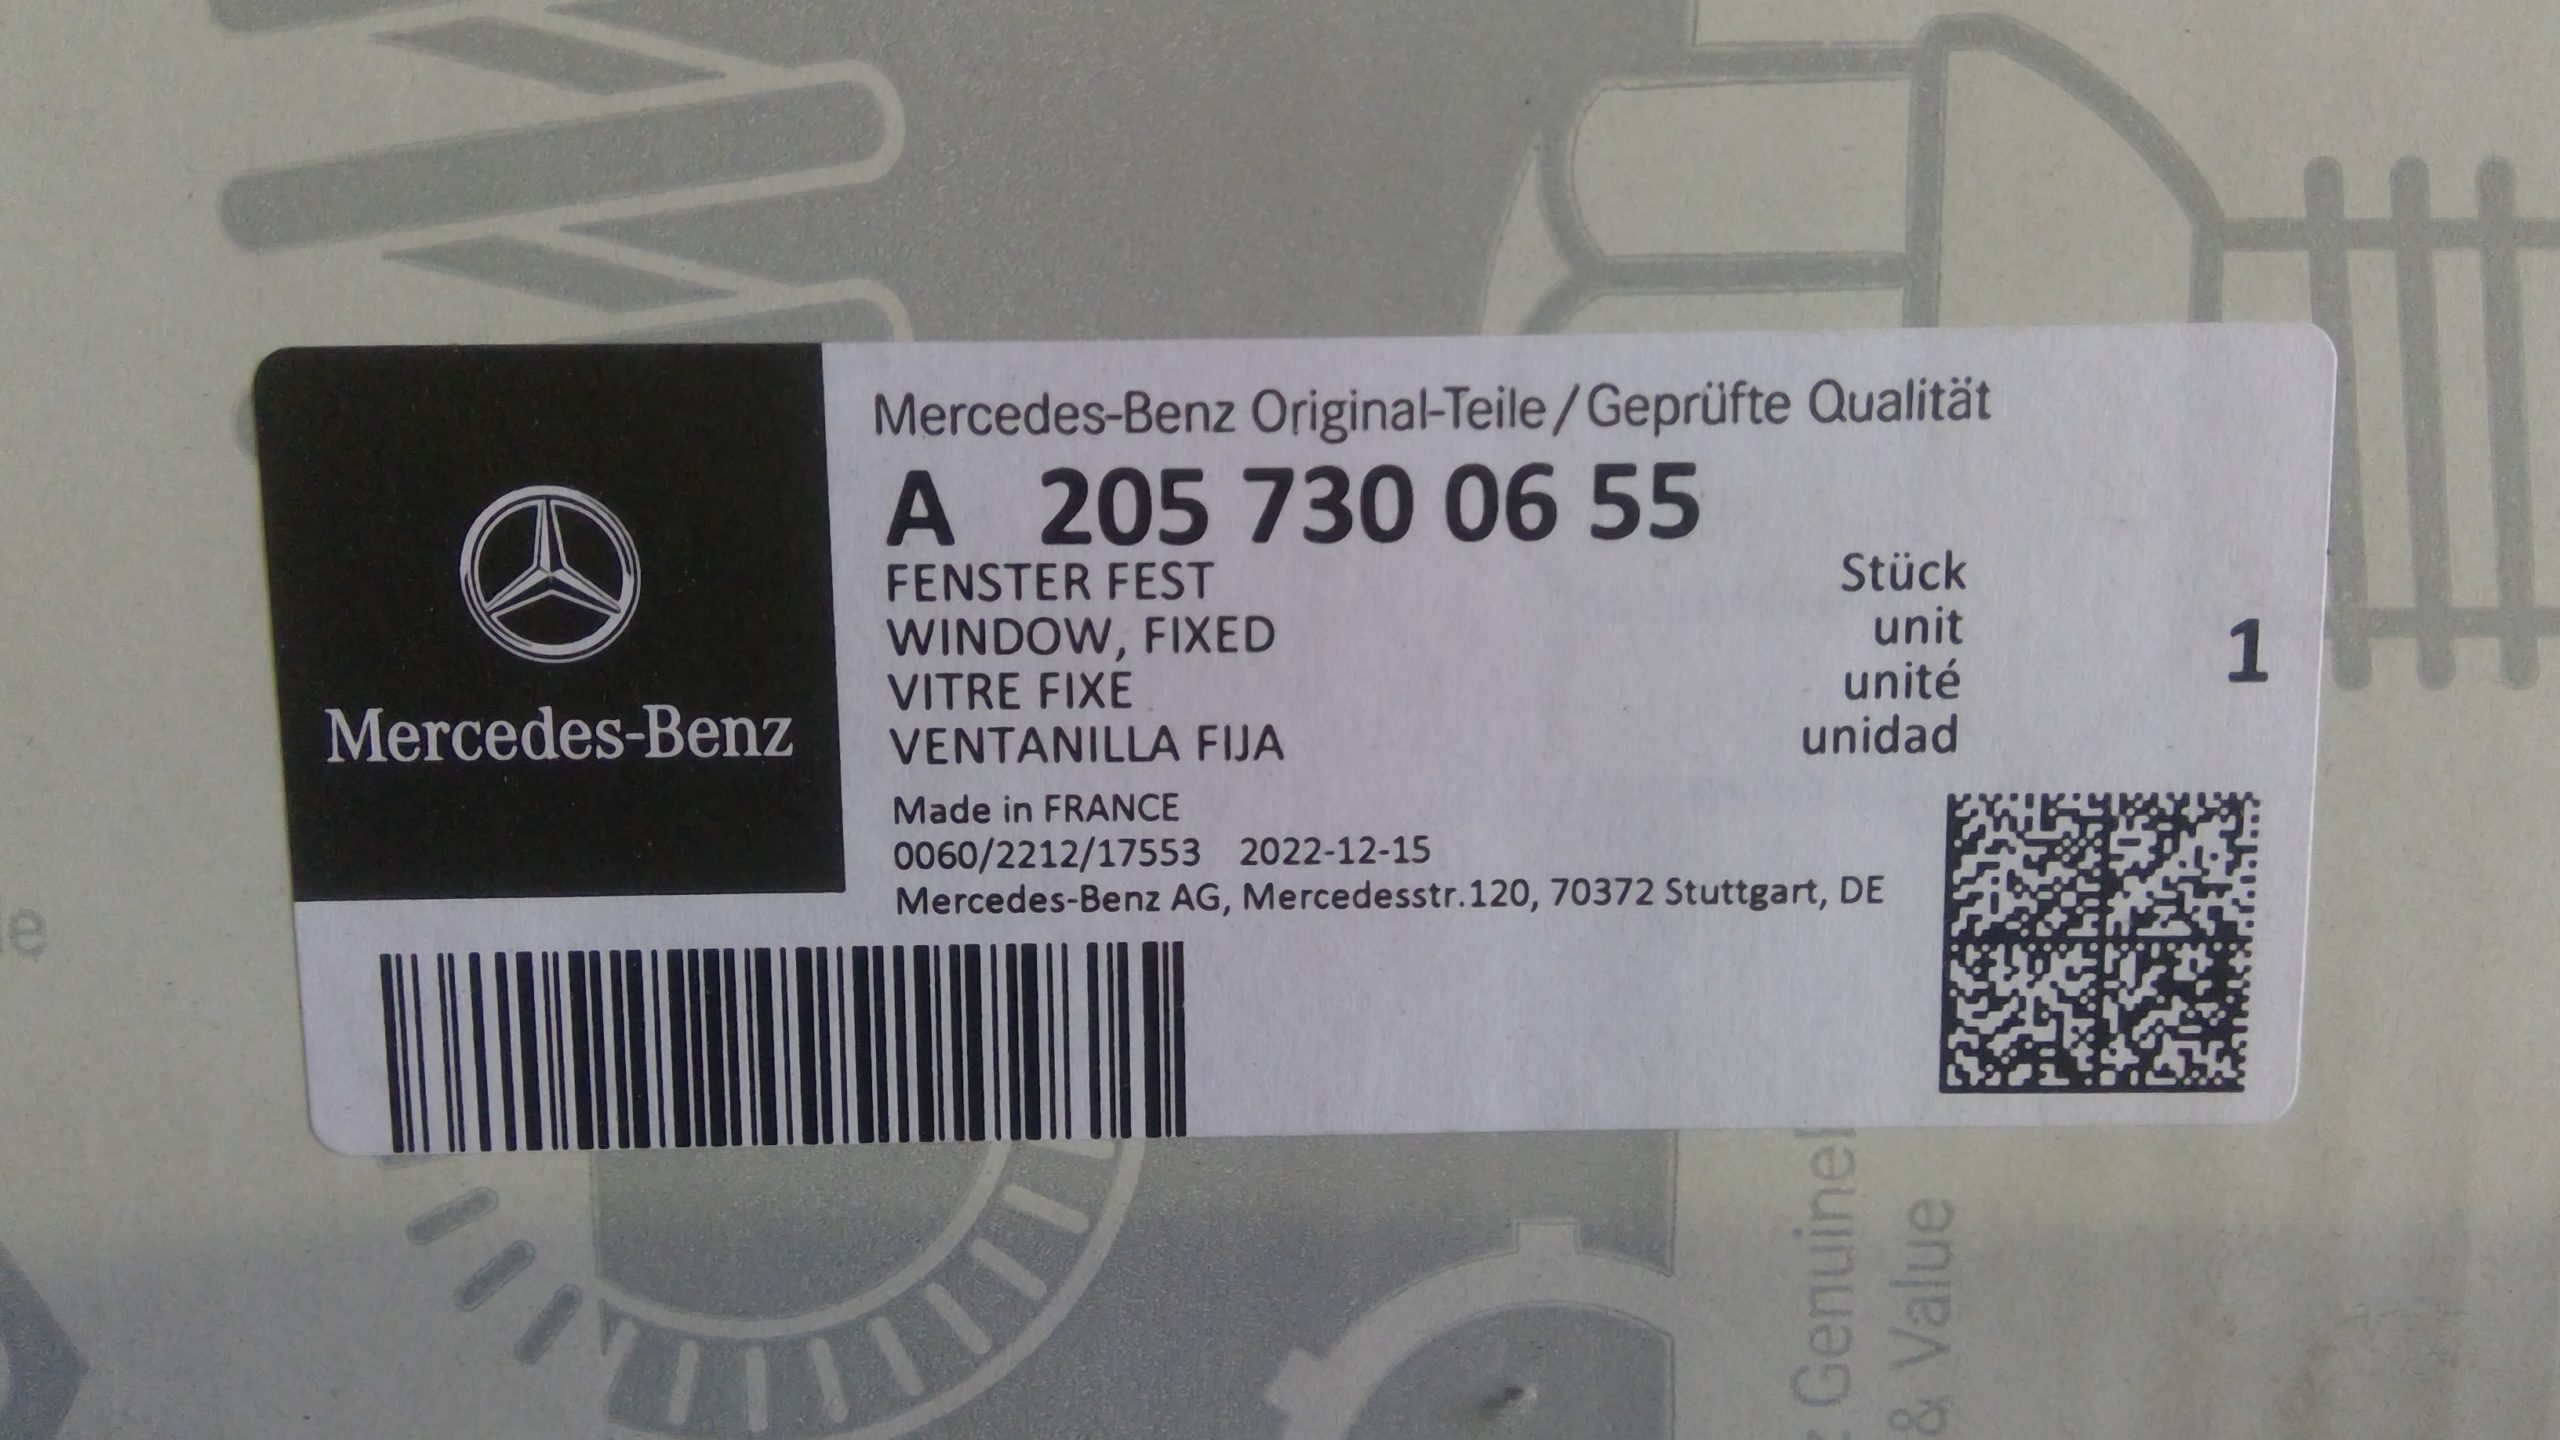 Mercedes-Benz
Mercedes-Benz Original-Teile/Geprüfte Qualität
A 205 730 06 55
FENSTER FEST
WINDOW, FIXED
VITRE FIXE
VENTANILLA FIJA
Stück
unit
unité
unidad
1
Made in FRANCE
0060/2212/17553 2022-12-15
Mercedes-Benz AG, Mercedesstr.120, 70372 Stuttgart, DE
Genuine
& Value